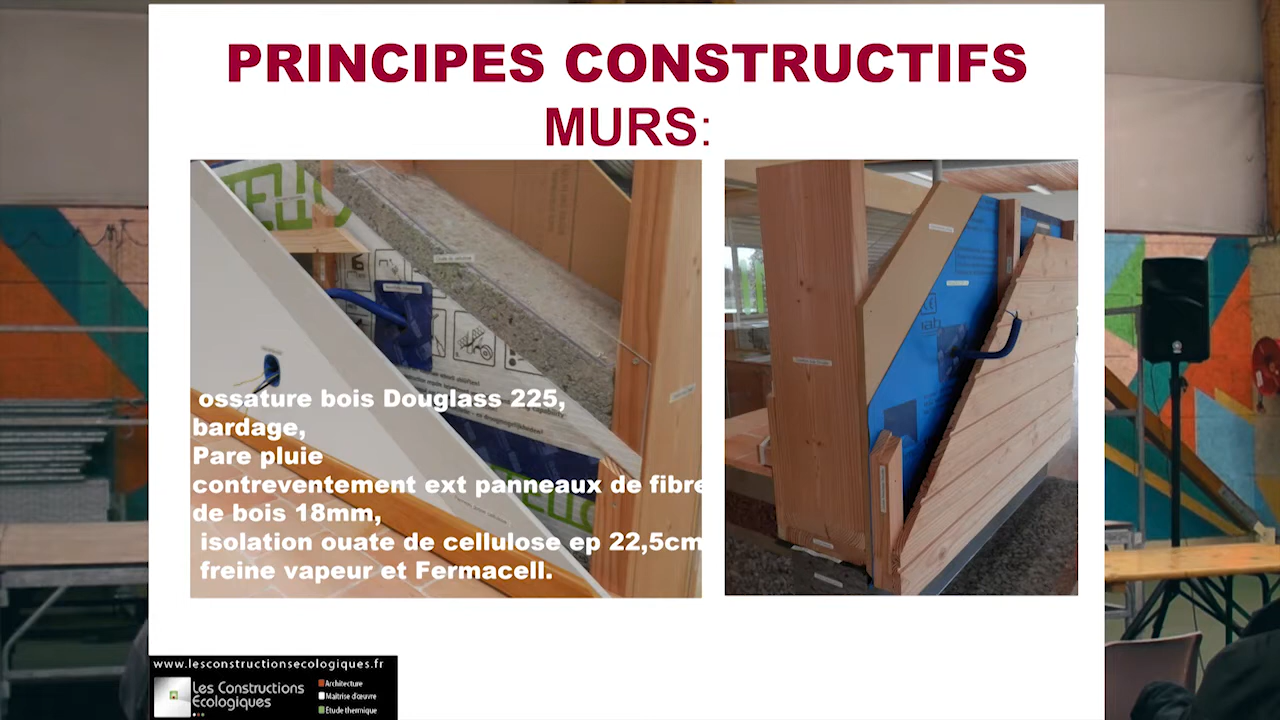 PRINCIPES CONSTRUCTIFS
MURS:
ossature bois Douglass 225,
bardage,
Pare pluie
contreventement ext panneaux de fibre
de bois 18mm,
isolation ouate de cellulose ep 22,5cm
freine vapeur et Fermacell.
www.lesconstructionsecologiques.fr
Les Constructions
Ecologiques
Architecture
Maîtrise d'œuvre
Etude thermique